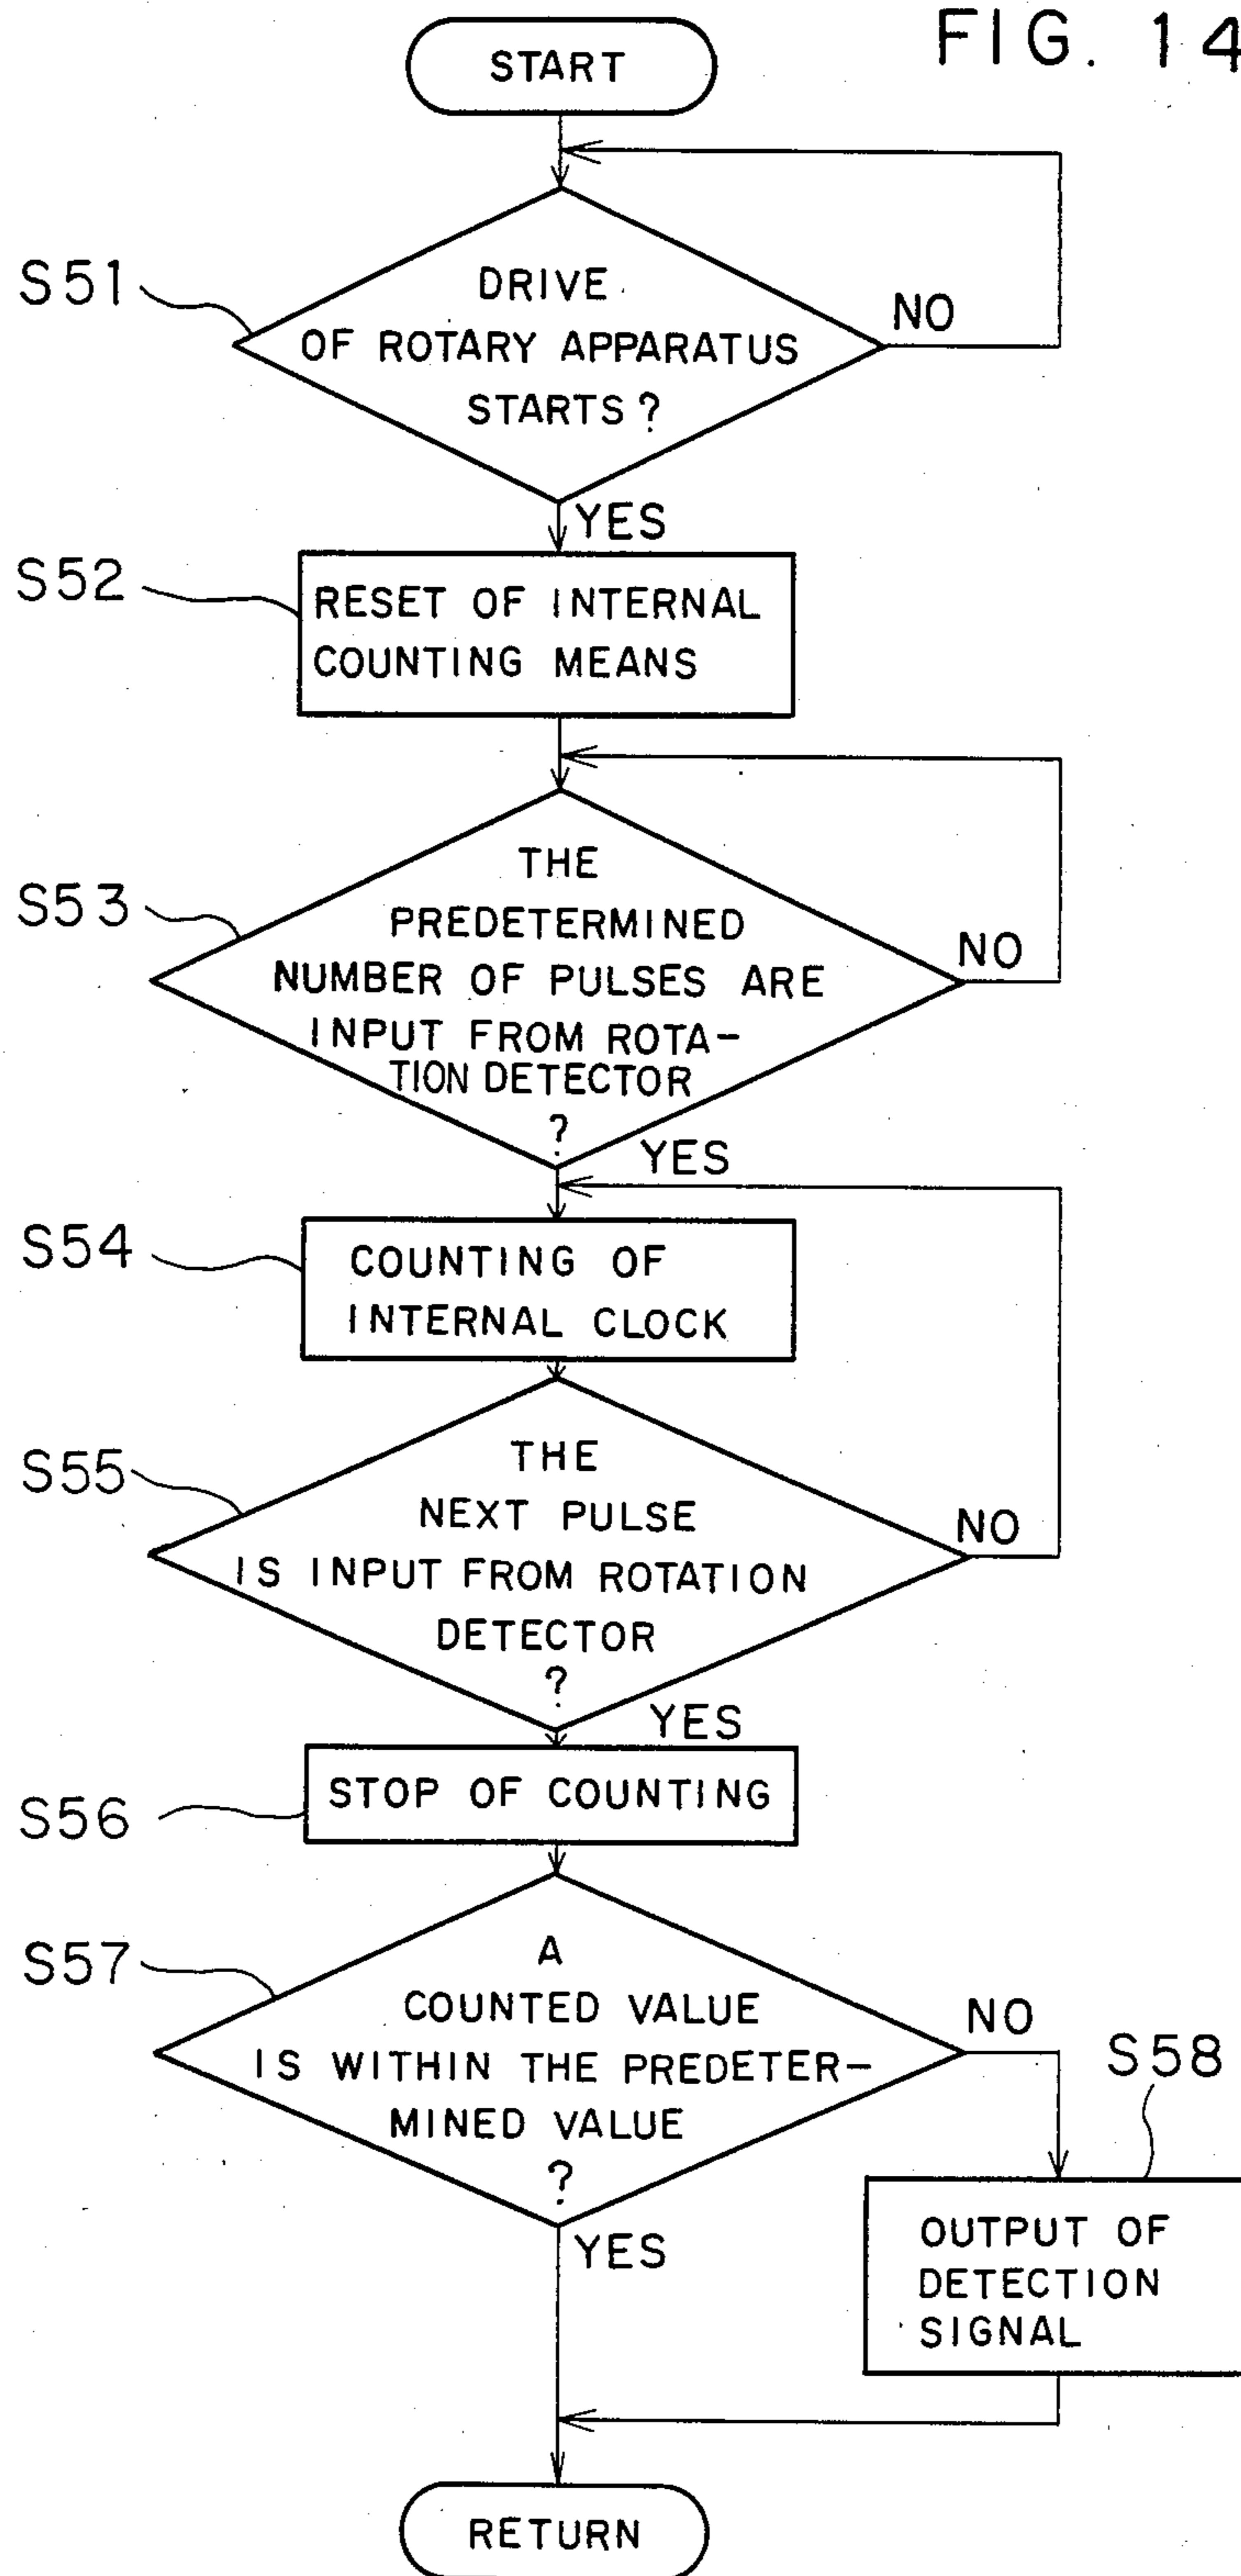 FIG. 14
START
S51
DRIVE
OF ROTARY APPARATUS
STARTS?
NO
YES
S52
RESET OF INTERNAL
COUNTING MEANS
S53
THE
PREDETERMINED
NUMBER OF PULSES ARE
INPUT FROM ROTA-
TION DETECTOR
?
NO
YES
S54
COUNTING OF
INTERNAL CLOCK
S55
THE
NEXT PULSE
IS INPUT FROM ROTATION
DETECTOR
?
NO
YES
S56
STOP OF COUNTING
S57
A
COUNTED VALUE
IS WITHIN THE PREDETER-
MINED VALUE
?
NO
YES
S58
OUTPUT OF
DETECTION
SIGNAL
RETURN